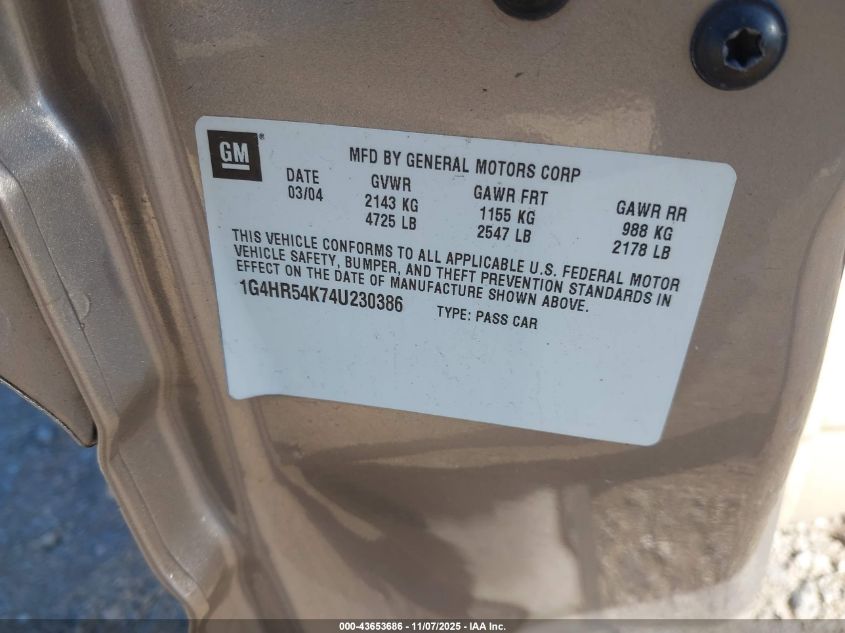 GM®
MFD BY GENERAL MOTORS CORP
DATE GVWR GAWR FRT GAWR RR
03/04 2143 KG 1155 KG 988 KG
4725 LB 2547 LB 2178 LB
THIS VEHICLE CONFORMS TO ALL APPLICABLE U.S. FEDERAL MOTOR
VEHICLE SAFETY, BUMPER, AND THEFT PREVENTION STANDARDS IN
EFFECT ON THE DATE OF MANUFACTURE SHOWN ABOVE.
1G4HR54K74U230386 TYPE: PASS CAR
000-43653686 - 11/07/2025 - IAA Inc.